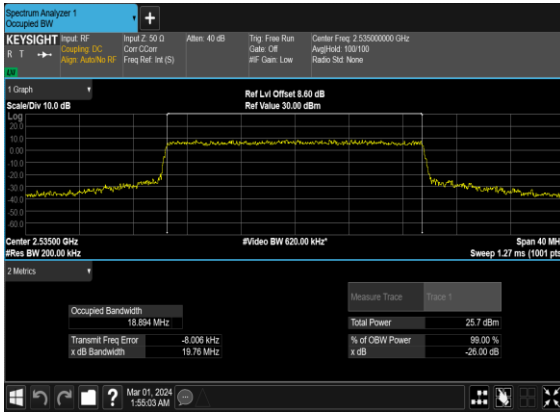 Spectrum Analyzer 1
Occupied BW
+
KEYSIGHT
R T
LXI
Input: RF
Coupling: DC
Align: Auto/No RF
Input Z: 50 Ω
Corr CCorr
Freq Ref: Int (S)
Atten: 40 dB
Trig: Free Run
Gate: Off
#IF Gain: Low
Center Freq: 2.535000000 GHz
Avg|Hold: 100/100
Radio Std: None
1 Graph
Scale/Div 10.0 dB
Ref Lvl Offset 8.60 dB
Ref Value 30.00 dBm
Log
20.0
10.0
0.00
-10.0
-20.0
-30.0
-40.0
-50.0
-60.0
Center 2.53500 GHz
#Res BW 200.00 kHz
#Video BW 620.00 kHz*
Span 40 MH
Sweep 1.27 ms (1001 pts
2 Metrics
Measure Trace
Trace 1
Occupied Bandwidth
18.894 MHz
Total Power
25.7 dBm
Transmit Freq Error
-8.006 kHz
% of OBW Power
99.00 %
x dB Bandwidth
19.76 MHz
x dB
-26.00 dB
?
Mar 01, 2024
1:55:03 AM